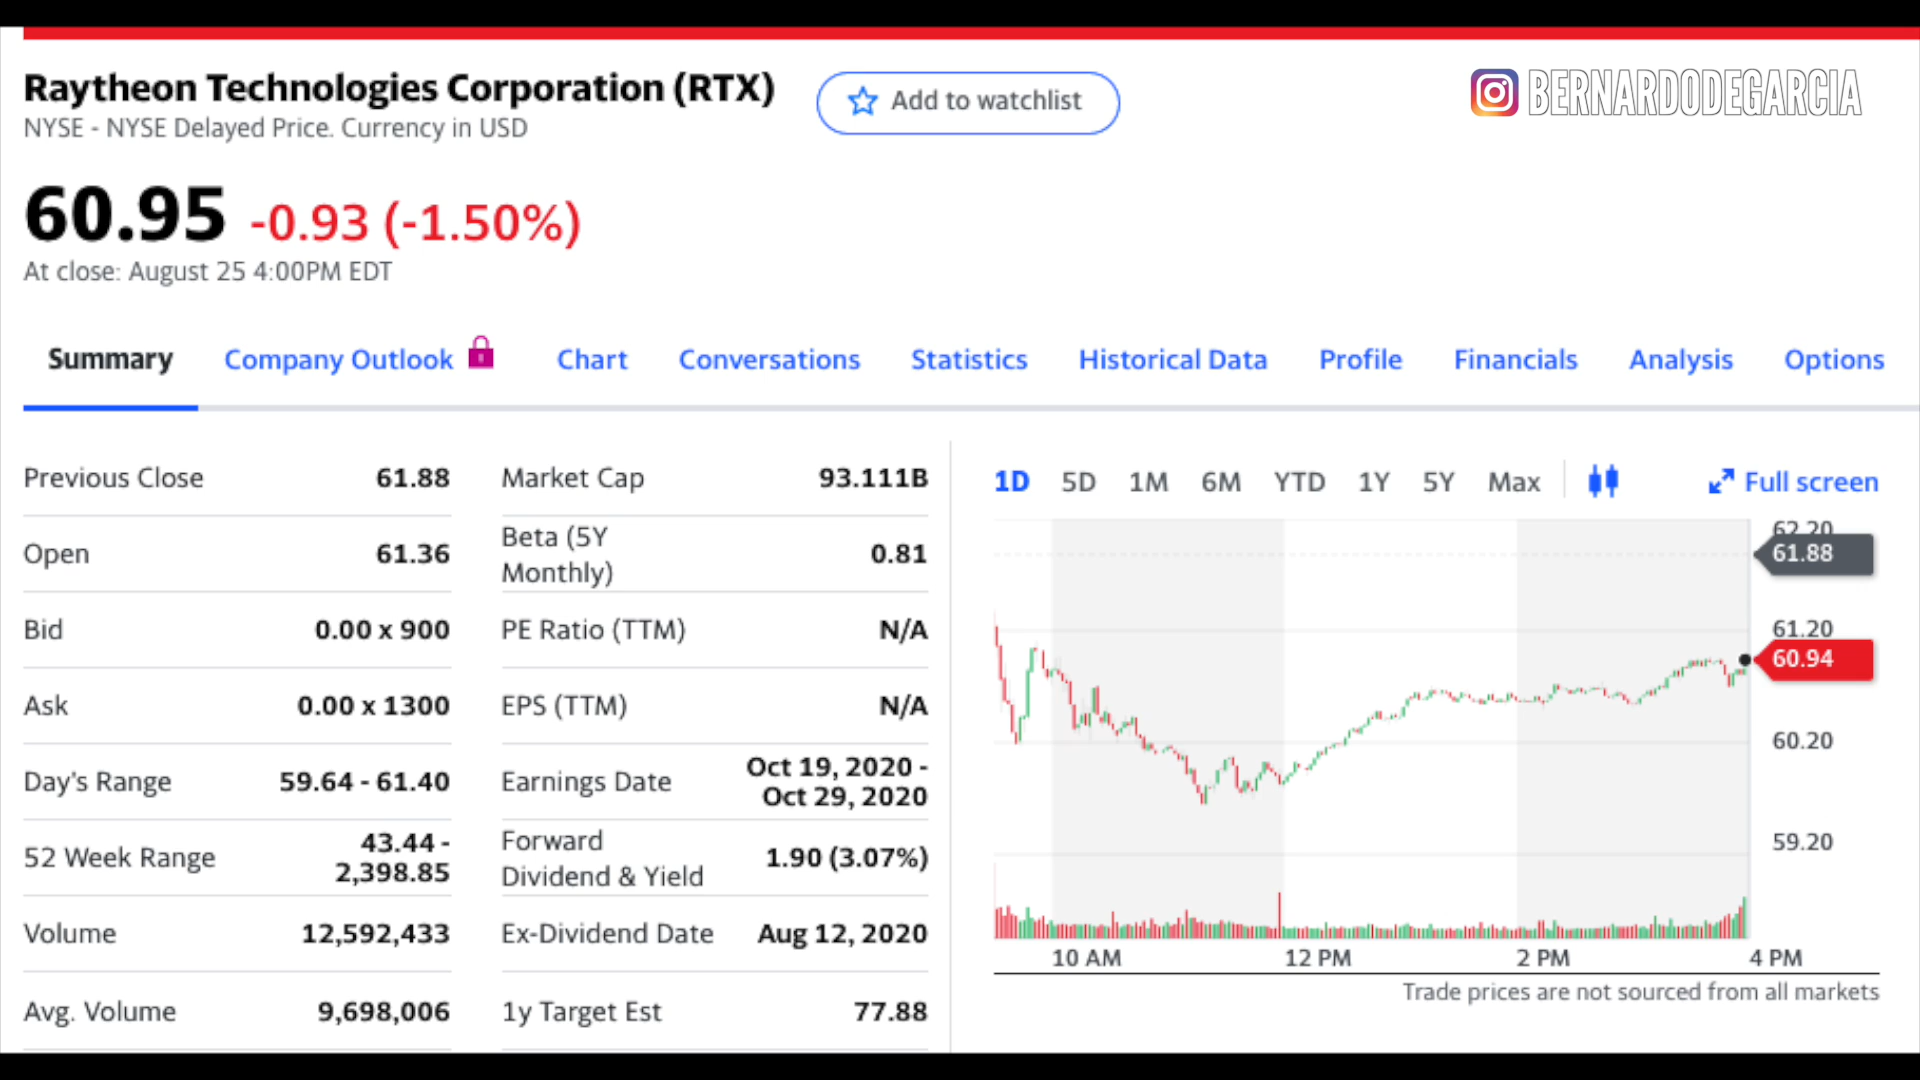 Raytheon Technologies Corporation (RTX)
Add to watchlist
BERNARDODEGARCIA
NYSE - NYSE Delayed Price. Currency in USD
60.95 -0.93 (-1.50%)
At close: August 25 4:00PM EDT
Summary Company Outlook Chart Conversations Statistics Historical Data Profile Financials Analysis Options
Previous Close 61.88
Open 61.36
Bid 0.00 x 900
Ask 0.00 x 1300
Day's Range 59.64 - 61.40
52 Week Range 43.44 -
2,398.85
Volume 12,592,433
Avg. Volume 9,698,006
Market Cap 93.111B
Beta (5Y
Monthly) 0.81
PE Ratio (TTM) N/A
EPS (TTM) N/A
Earnings Date Oct 19, 2020 -
Oct 29, 2020
Forward
Dividend & Yield 1.90 (3.07%)
Ex-Dividend Date Aug 12, 2020
1y Target Est 77.88
1D 5D 1M 6M YTD 1Y 5Y Max Full screen
62.20
61.88
61.20
60.94
60.20
59.20
10 AM 12 PM 2 PM 4 PM
Trade prices are not sourced from all markets